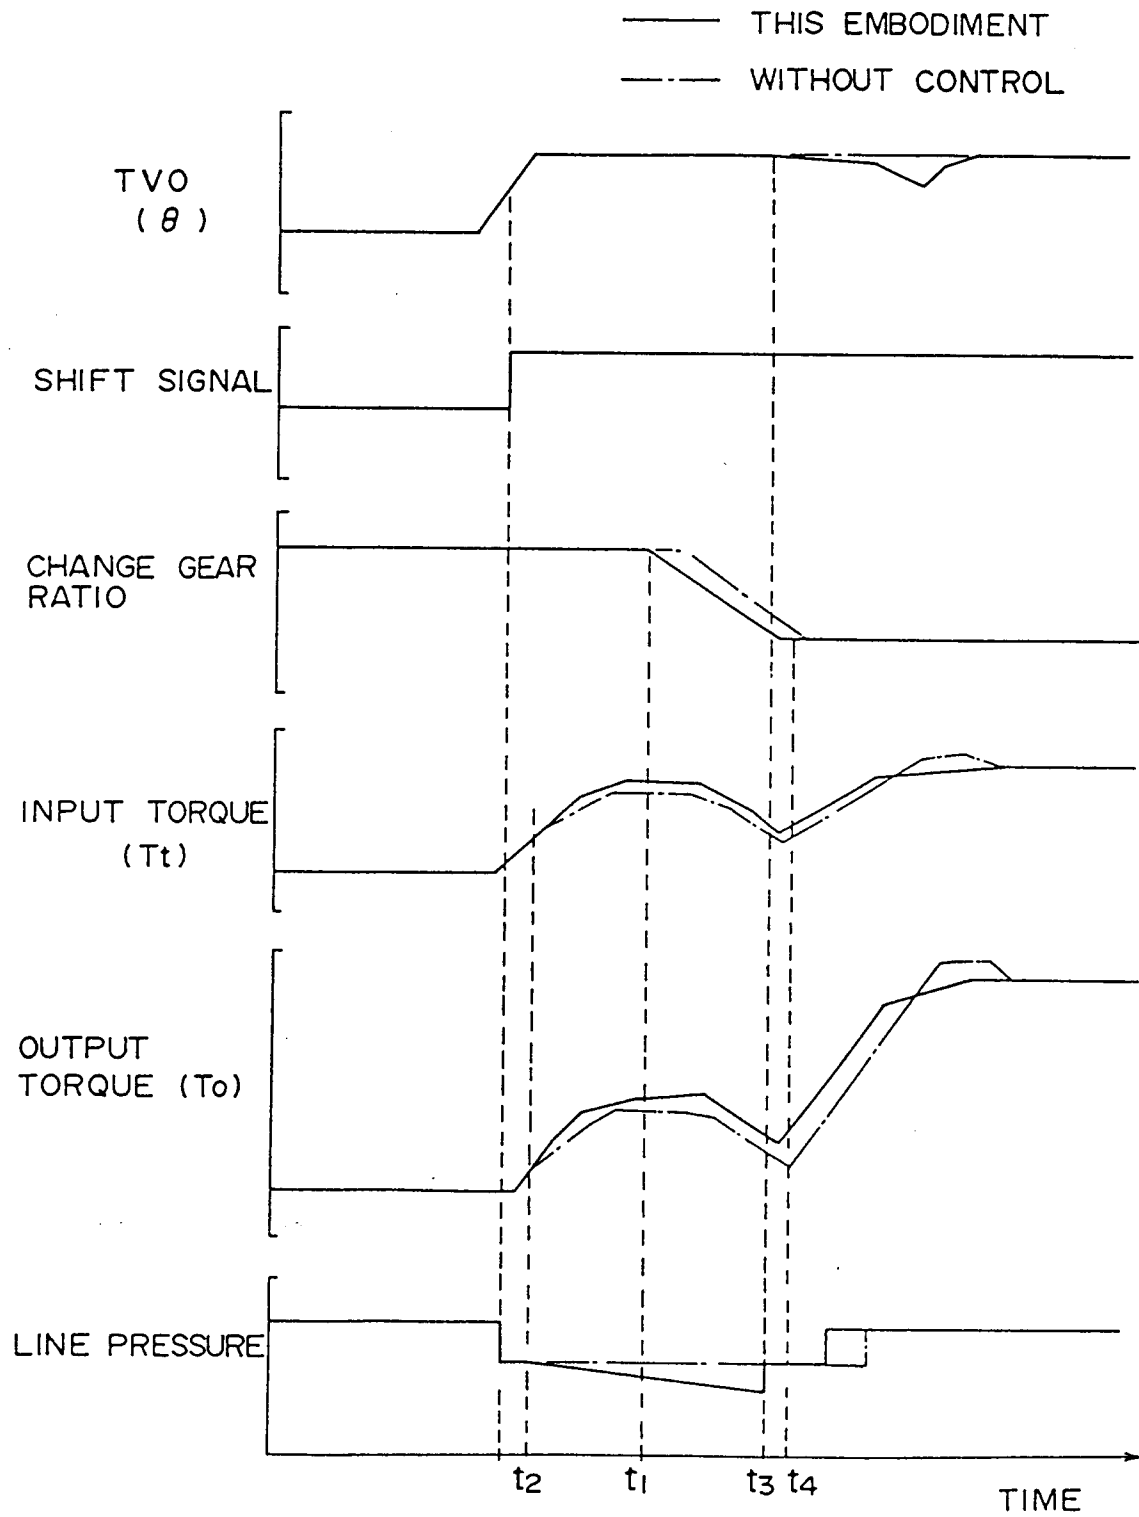 THIS EMBODIMENT
WITHOUT CONTROL
TVO
(θ)
SHIFT SIGNAL
CHANGE GEAR
RATIO
INPUT TORQUE
(Tt)
OUTPUT
TORQUE (To)
LINE PRESSURE
t2 t1 t3 t4
TIME